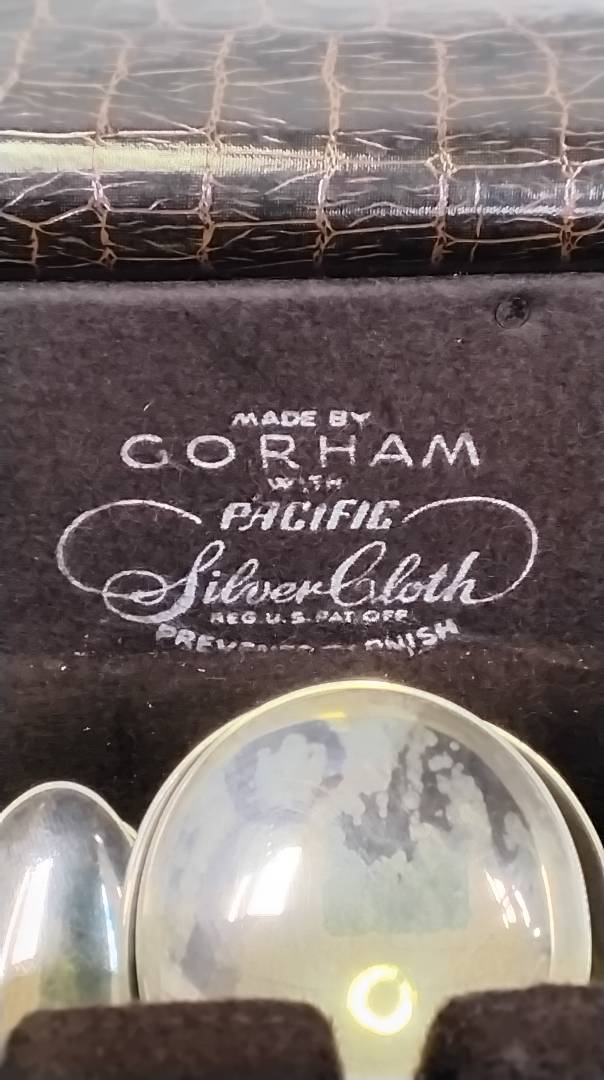 MADE BY
GORHAM
WITH
PACIFIC
Silver Cloth
REG. U.S. PAT. OFF.